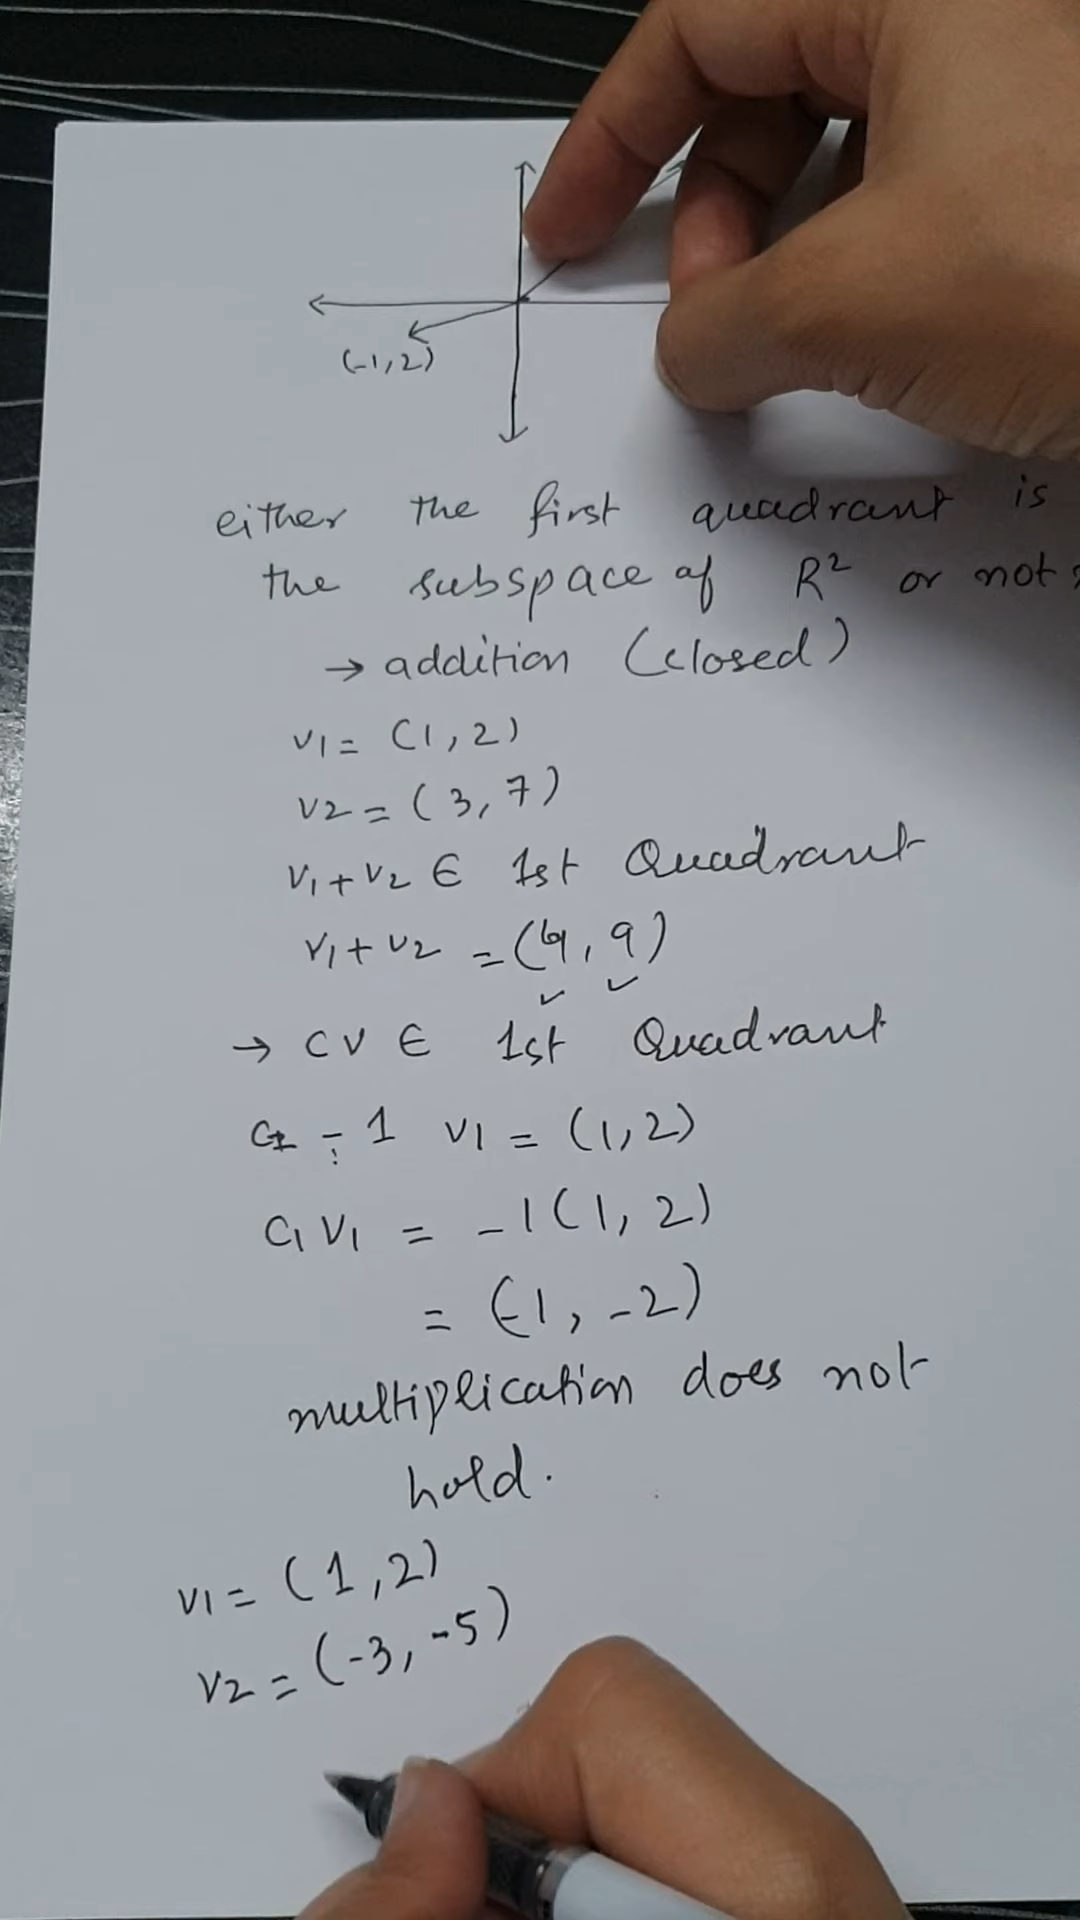 (-1,2)
either the first quadrant is
the subspace of R² or not
→ addition (closed)
v1 = (1,2)
v2 = (3,7)
v1+v2 ∈ 1st Quadrant
v1+v2 = (4,9)
→ cv ∈ 1st Quadrant
v1 = (1,2)
c1 v1 = -1(1,2)
= (-1,-2)
multiplication does not
hold.
v1 = (1,2)
v2 = (-3,-5)